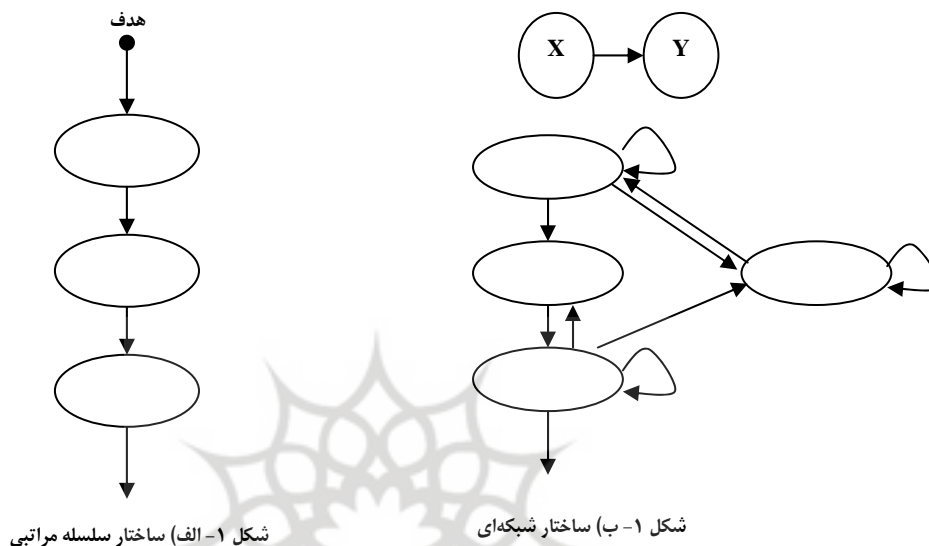 هدف
X
Y
شکل ۱- ب) ساختار شبکه‌ای
شکل ۱- الف) ساختار سلسله مراتبی